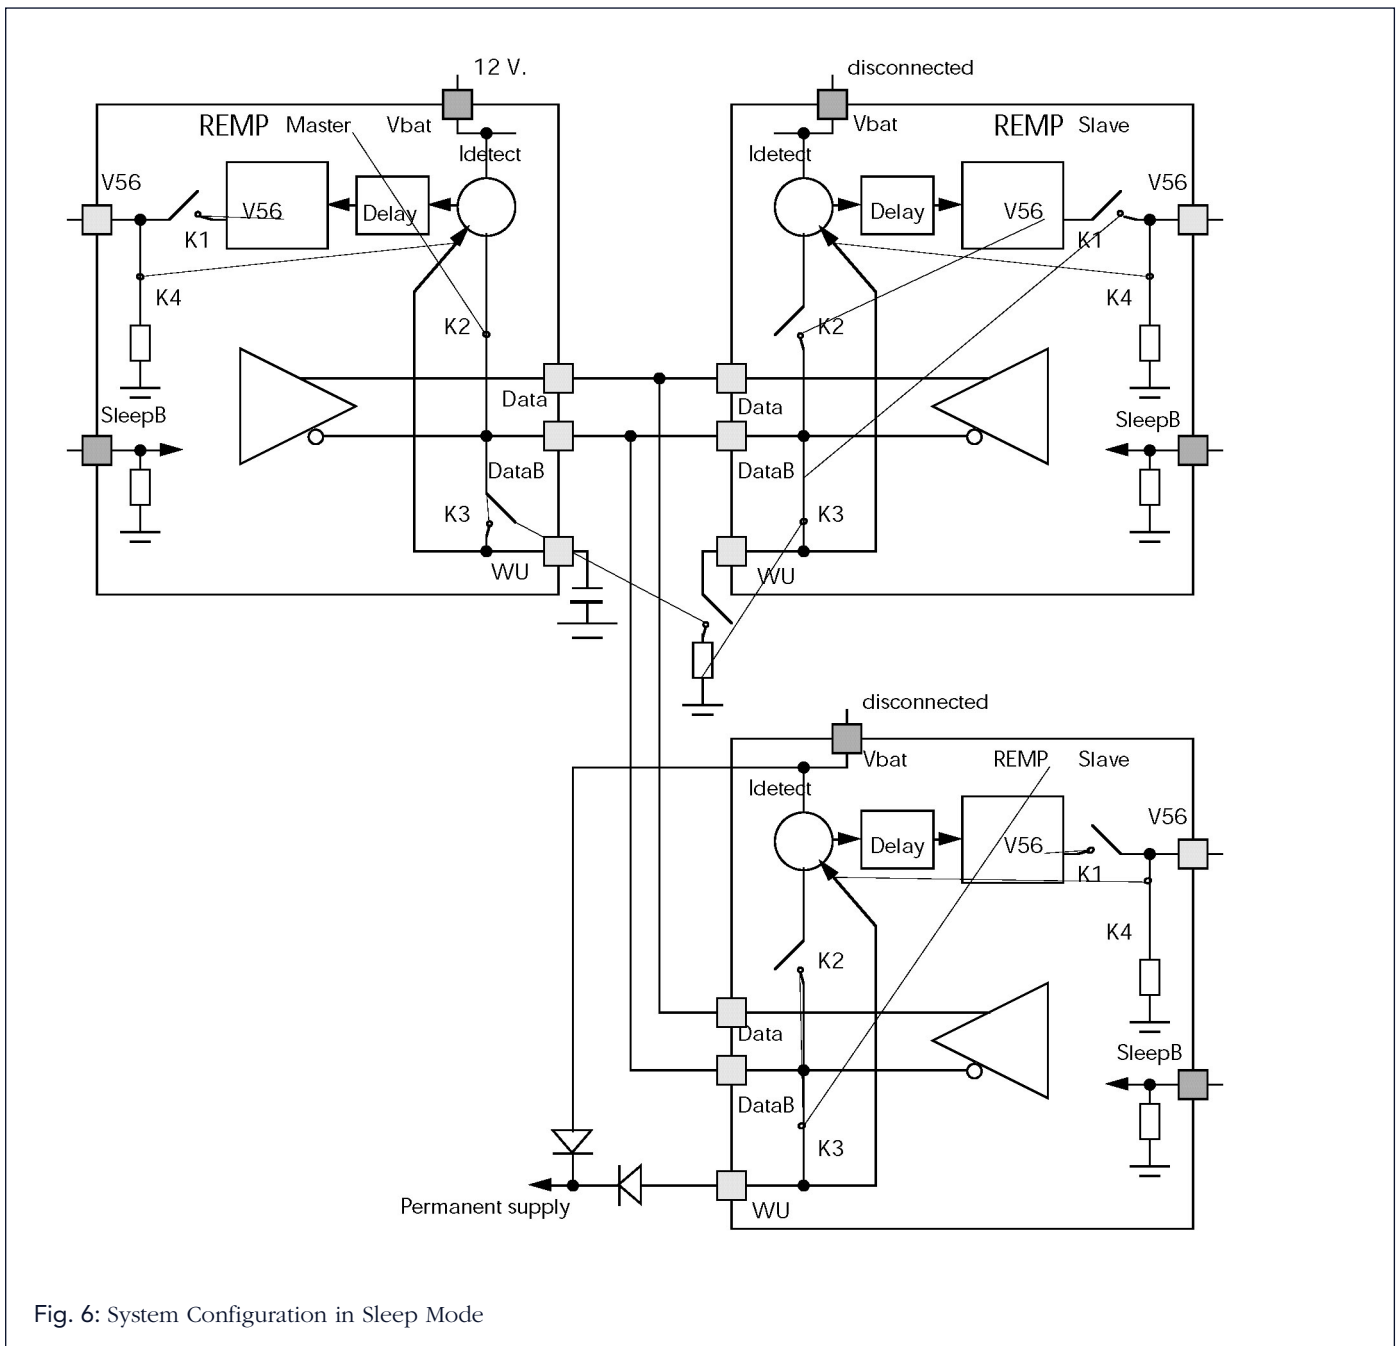 12 V.
REMP Master
Vbat
Idetect
V56
V56
Delay
K1
K4
K2
Data
SleepB
DataB
K3
WU
disconnected
Vbat
REMP Slave
Idetect
Delay
V56
V56
K1
K4
K2
Data
SleepB
DataB
K3
WU
disconnected
Vbat
REMP Slave
Idetect
Delay
V56
V56
K1
K4
K2
Data
SleepB
DataB
K3
WU
Permanent supply
Fig. 6: System Configuration in Sleep Mode